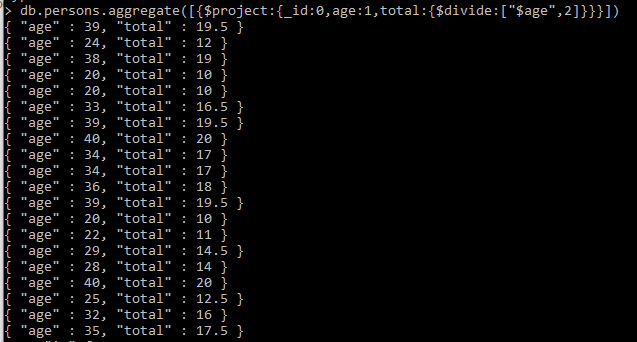 > db.persons.aggregate([{$project:{_id:0,age:1,total:{$divide:["$age",2]}}}])
{ "age" : 39, "total" : 19.5 }
{ "age" : 24, "total" : 12 }
{ "age" : 38, "total" : 19 }
{ "age" : 20, "total" : 10 }
{ "age" : 20, "total" : 10 }
{ "age" : 33, "total" : 16.5 }
{ "age" : 39, "total" : 19.5 }
{ "age" : 40, "total" : 20 }
{ "age" : 34, "total" : 17 }
{ "age" : 34, "total" : 17 }
{ "age" : 36, "total" : 18 }
{ "age" : 39, "total" : 19.5 }
{ "age" : 20, "total" : 10 }
{ "age" : 22, "total" : 11 }
{ "age" : 29, "total" : 14.5 }
{ "age" : 28, "total" : 14 }
{ "age" : 40, "total" : 20 }
{ "age" : 25, "total" : 12.5 }
{ "age" : 32, "total" : 16 }
{ "age" : 35, "total" : 17.5 }